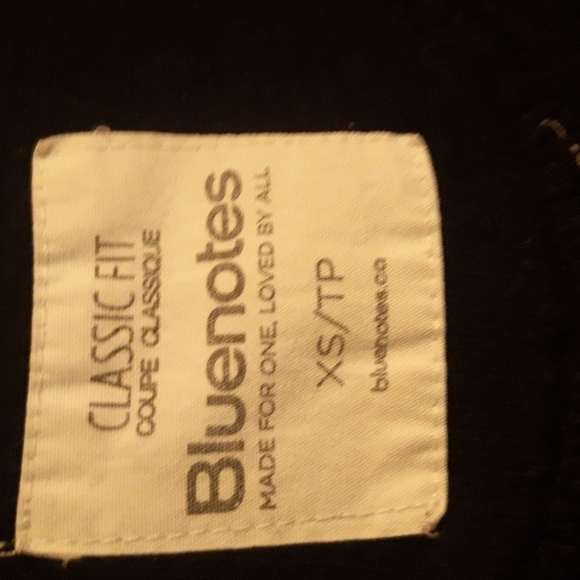 CLASSIC FIT
COUPE CLASSIQUE
Bluenotes
MADE FOR ONE, LOVED BY ALL
XS/TP
bluenotes.ca